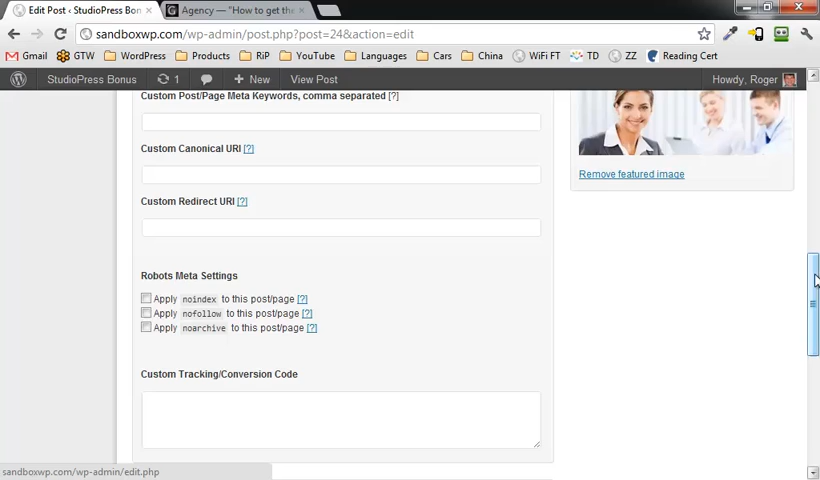 Edit Post ‹ StudioPress Bon
Agency — "How to get the
sandboxwp.com/wp-admin/post.php?post=24&action=edit
Gmail GTW WordPress Products RiP YouTube Languages Cars China WiFi FT TD ZZ Reading Cert
StudioPress Bonus 1 + New View Post Howdy, Roger
Custom Post/Page Meta Keywords, comma separated [?]
Custom Canonical URI [?]
Remove featured image
Custom Redirect URI [?]
Robots Meta Settings
Apply noindex to this post/page [?]
Apply nofollow to this post/page [?]
Apply noarchive to this post/page [?]
Custom Tracking/Conversion Code
sandboxwp.com/wp-admin/edit.php